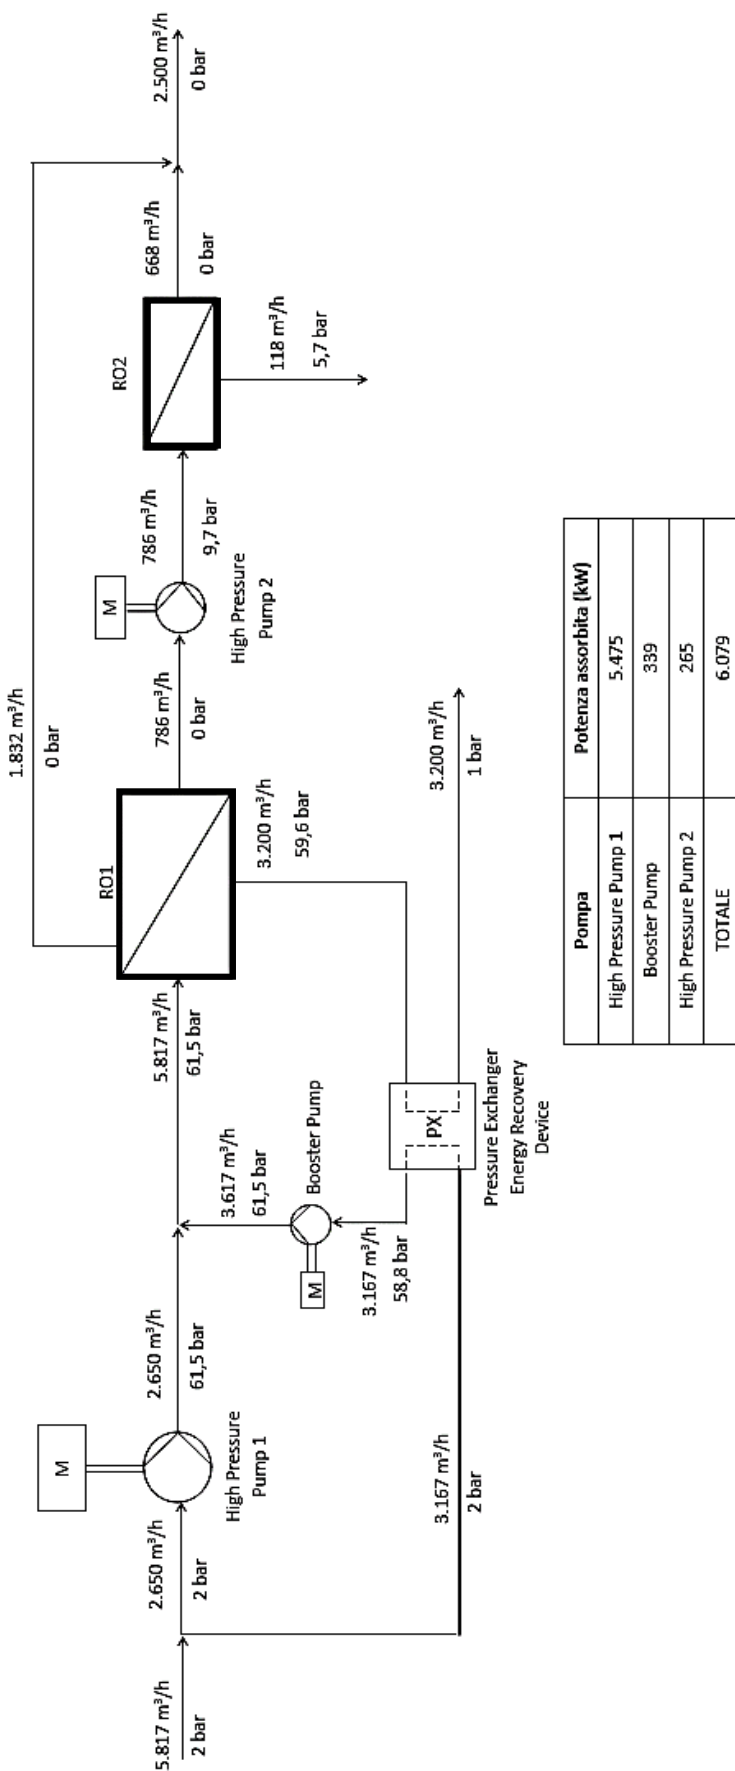 5.817 m³/h
2 bar
2.650 m³/h
2 bar
M
High Pressure
Pump 1
2.650 m³/h
61,5 bar
3.167 m³/h
2 bar
3.617 m³/h
61,5 bar
Booster Pump
M
3.167 m³/h
58,8 bar
PX
Pressure Exchanger
Energy Recovery
Device
5.817 m³/h
61,5 bar
RO1
3.200 m³/h
59,6 bar
3.200 m³/h
1 bar
1.832 m³/h
0 bar
786 m³/h
0 bar
M
High Pressure
Pump 2
786 m³/h
9,7 bar
RO2
118 m³/h
5,7 bar
668 m³/h
0 bar
2.500 m³/h
0 bar
Pompa Potenza assorbita (kW)
High Pressure Pump 1 5.475
Booster Pump 339
High Pressure Pump 2 265
TOTALE 6.079